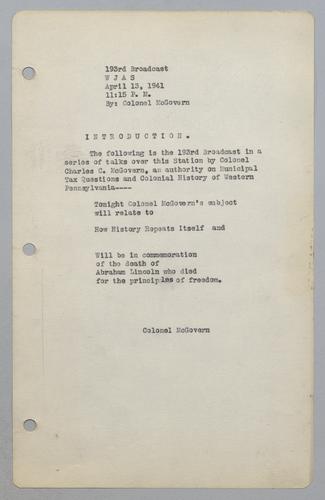 193rd Broadcast
W J A S
April 13, 1941
11:15 P. M.
By: Colonel McGovern
I N T R O D U C T I O N .
The following is the 193rd Broadcast in a
series of talks over this Station by Colonel
Charles C. McGovern, an authority on Municipal
Tax Questions and Colonial History of Western
Pennsylvania----
Tonight Colonel McGovern's subject
will relate to
How History Repeats Itself and
Will be in commemoration
of the death of
Abraham Lincoln who died
for the principles of freedom.
Colonel McGovern